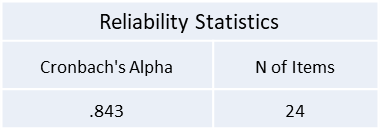 Reliability Statistics
Cronbach's Alpha N of Items
.843 24